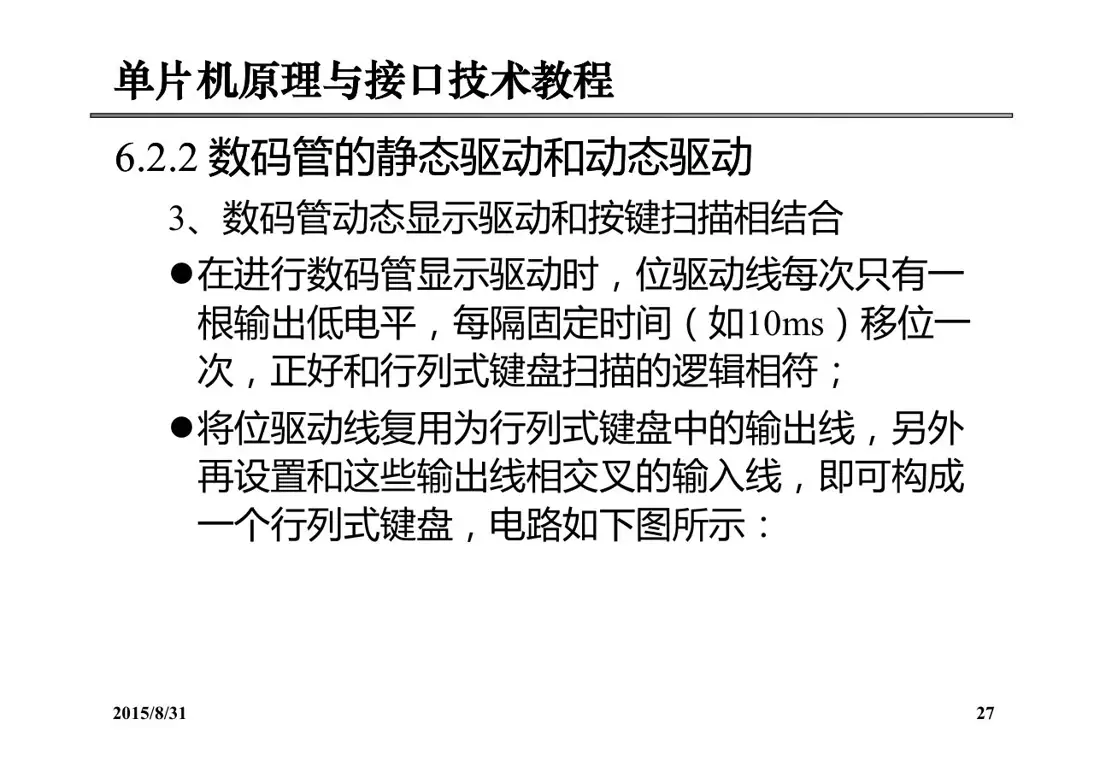 单片机原理与接口技术教程
6.2.2 数码管的静态驱动和动态驱动
3、数码管动态显示驱动和按键扫描相结合
●在进行数码管显示驱动时，位驱动线每次只有一
根输出低电平，每隔固定时间（如10ms）移位一
次，正好和行列式键盘扫描的逻辑相符；
●将位驱动线复用为行列式键盘中的输出线，另外
再设置和这些输出线相交叉的输入线，即可构成
一个行列式键盘，电路如下图所示：
2015/8/31
27